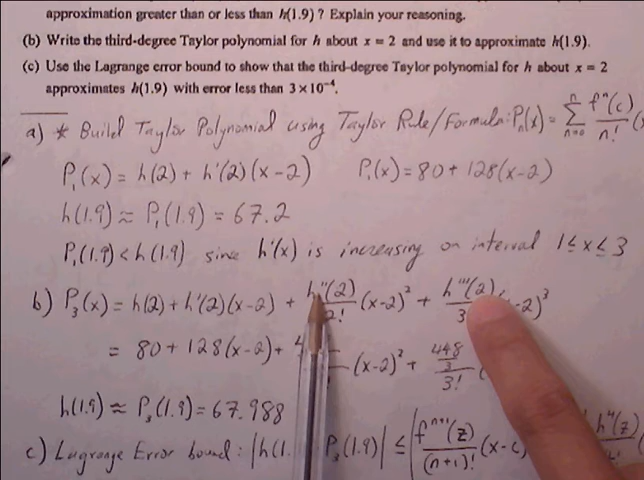 approximation greater than or less than h(1.9) ? Explain your reasoning.
(b) Write the third-degree Taylor polynomial for h about x = 2 and use it to approximate h(1.9).
(c) Use the Lagrange error bound to show that the third-degree Taylor polynomial for h about x = 2
approximates h(1.9) with error less than 3×10⁻⁴.
a) * Build Taylor Polynomial using Taylor Rule/Formula: Pₙ(x) = Σ n=0 n fⁿ(c)/n! (
P₁(x) = h(2) + h'(2)(x-2) P₁(x) = 80 + 128(x-2)
h(1.9) ≈ P₁(1.9) = 67.2
P₁(1.9) < h(1.9) since h'(x) is increasing on interval 1 ≤ x ≤ 3
b) P₃(x) = h(2) + h'(2)(x-2) + h''(2)/2! (x-2)² + h'''(2)/3 -2)³
= 80 + 128(x-2) + 4 (x-2)² + 448/3/3! (
h(1.9) ≈ P₃(1.9) = 67.988
c) Lagrange Error bound: |h(1. P₃(1.9)| ≤ |fⁿ⁺¹(z)/(n+1)! (x-c h⁴(z)